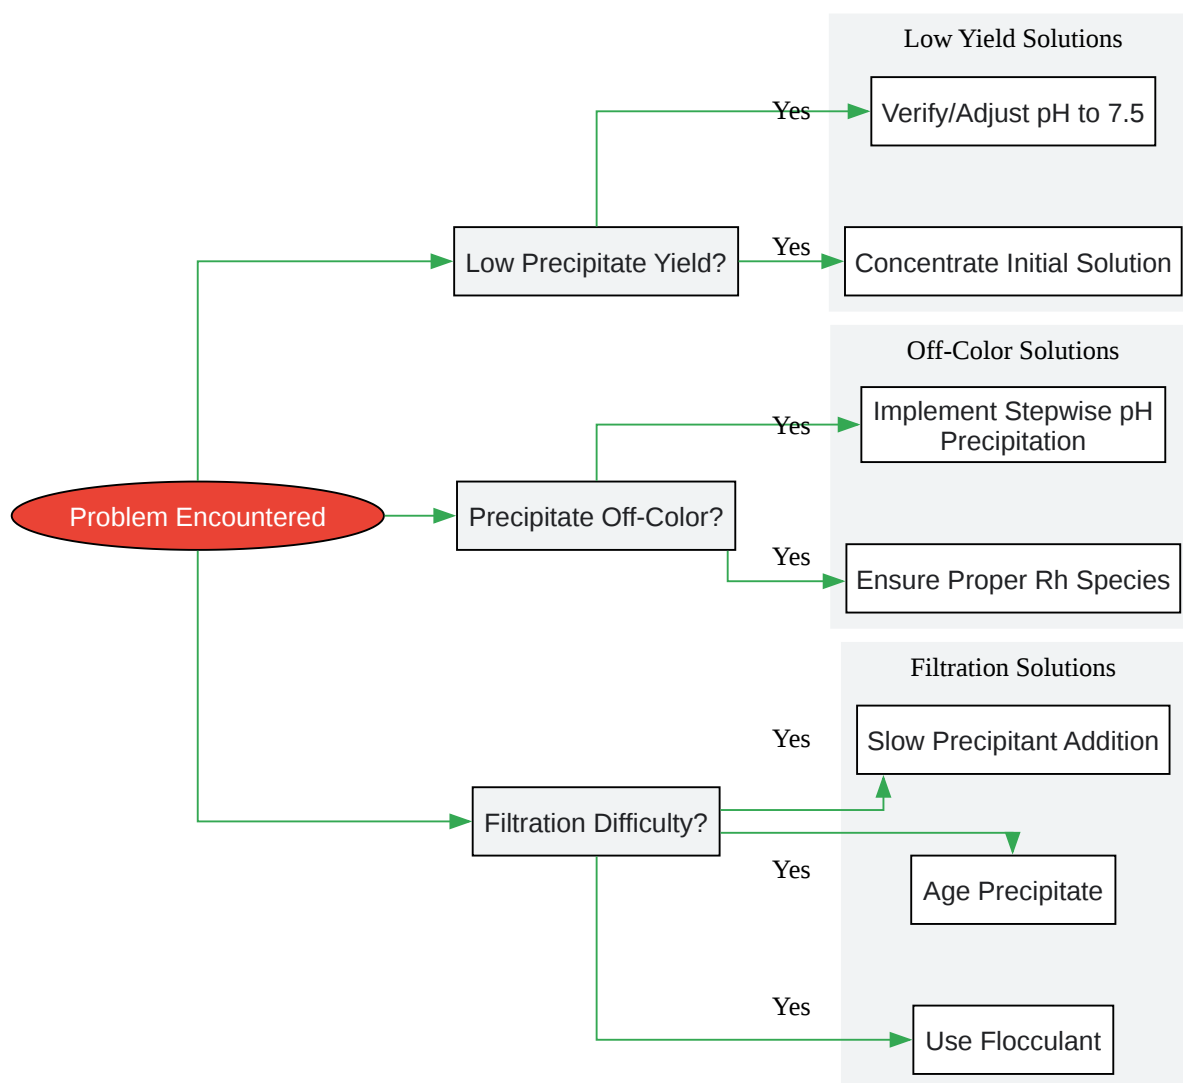 Low Yield Solutions
Yes
Verify/Adjust pH to 7.5
Low Precipitate Yield?
Yes
Concentrate Initial Solution
Off-Color Solutions
Yes
Implement Stepwise pH
Precipitation
Problem Encountered
Precipitate Off-Color?
Yes
Ensure Proper Rh Species
Filtration Solutions
Yes
Slow Precipitant Addition
Filtration Difficulty?
Yes
Age Precipitate
Yes
Use Flocculant